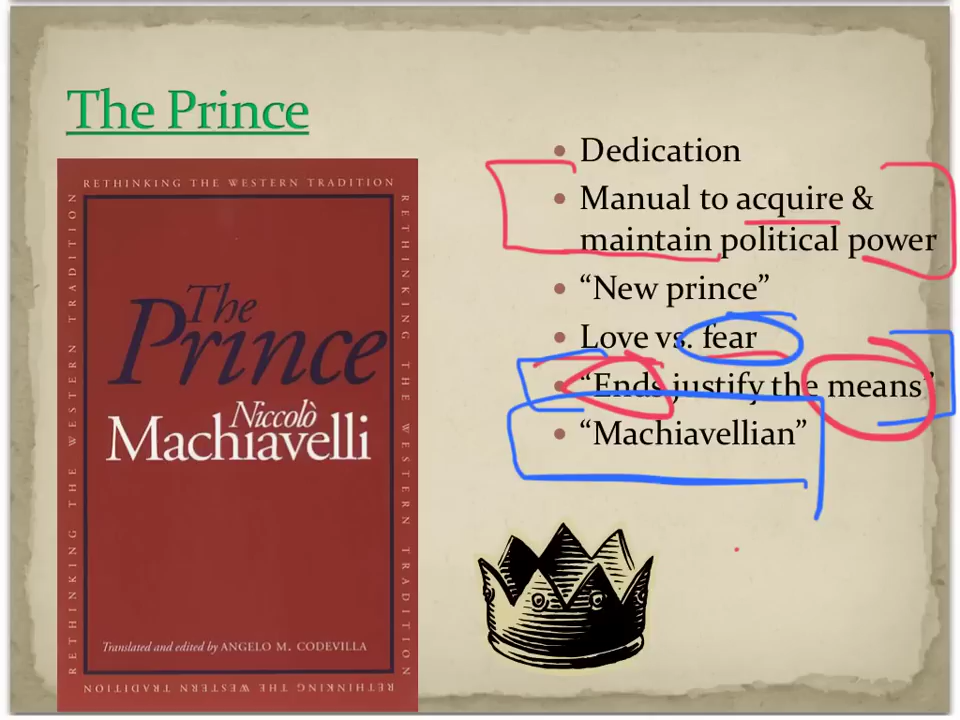 The Prince
RETHINKING THE WESTERN TRADITION
RETHINKING THE WESTERN TRADITION
RETHINKING THE WESTERN TRADITION
The
Prince
Niccolò
Machiavelli
Translated and edited by ANGELO M. CODEVILLA
RETHINKING THE WESTERN TRADITION
Dedication
Manual to acquire &
maintain political power
“New prince”
Love vs. fear
“Ends justify the means”
“Machiavellian”